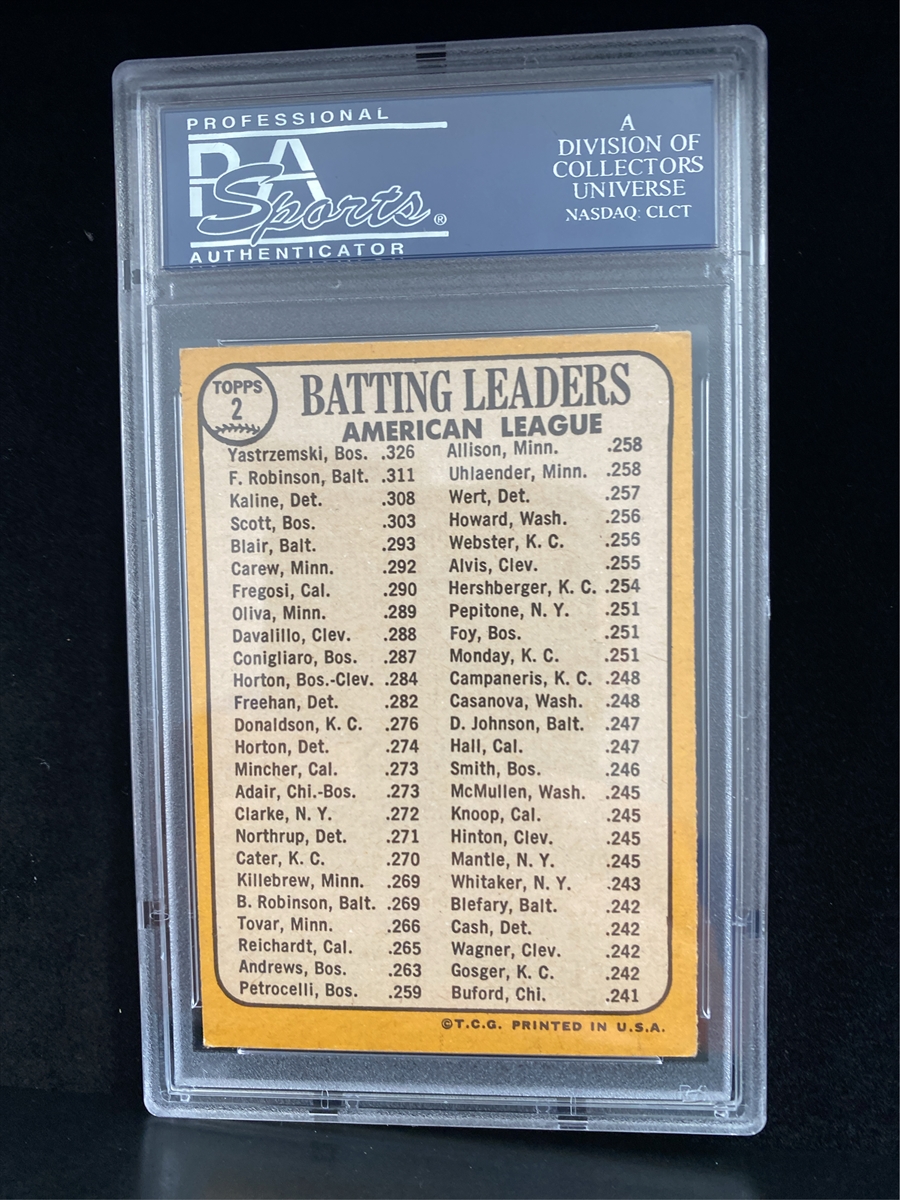 PROFESSIONAL
PSA
Sports®
AUTHENTICATOR
A
DIVISION OF
COLLECTORS
UNIVERSE
NASDAQ: CLCT
TOPPS
2
BATTING LEADERS
AMERICAN LEAGUE
Yastrzemski, Bos. .326
F. Robinson, Balt. .311
Kaline, Det. .308
Scott, Bos. .303
Blair, Balt. .293
Carew, Minn. .292
Fregosi, Cal. .290
Oliva, Minn. .289
Davalillo, Clev. .288
Conigliaro, Bos. .287
Horton, Bos.-Clev. .284
Freehan, Det. .282
Donaldson, K. C. .276
Horton, Det. .274
Mincher, Cal. .273
Adair, Chi.-Bos. .273
Clarke, N. Y. .272
Northrup, Det. .271
Cater, K. C. .270
Killebrew, Minn. .269
B. Robinson, Balt. .269
Tovar, Minn. .266
Reichardt, Cal. .265
Andrews, Bos. .263
Petrocelli, Bos. .259
Allison, Minn. .258
Uhlaender, Minn. .258
Wert, Det. .257
Howard, Wash. .256
Webster, K. C. .256
Alvis, Clev. .255
Hershberger, K. C. .254
Pepitone, N. Y. .251
Foy, Bos. .251
Monday, K. C. .251
Campaneris, K. C. .248
Casanova, Wash. .248
D. Johnson, Balt. .247
Hall, Cal. .247
Smith, Bos. .246
McMullen, Wash. .245
Knoop, Cal. .245
Hinton, Clev. .245
Mantle, N. Y. .245
Whitaker, N. Y. .243
Blefary, Balt. .242
Cash, Det. .242
Wagner, Clev. .242
Gosger, K. C. .242
Buford, Chi. .241
©T.C.G. PRINTED IN U.S.A.